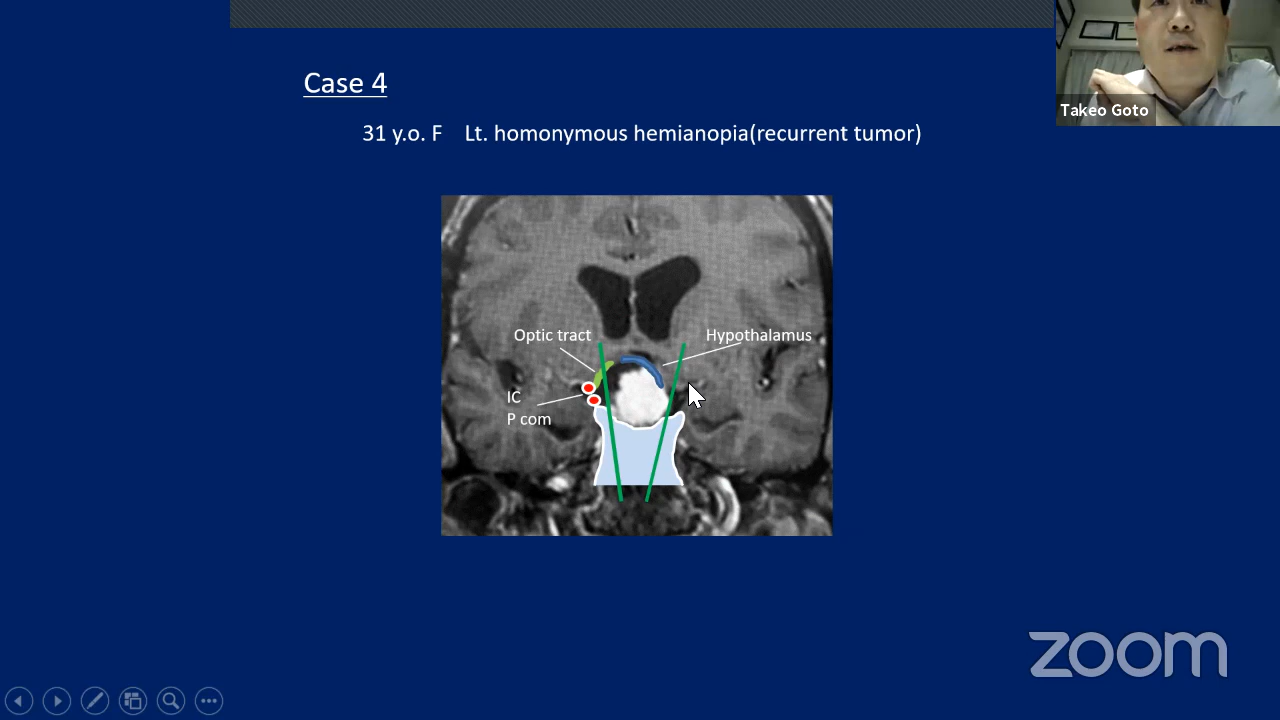 Case 4
Takeo Goto
31 y.o. F Lt. homonymous hemianopia(recurrent tumor)
Optic tract
Hypothalamus
IC
P com
zoom